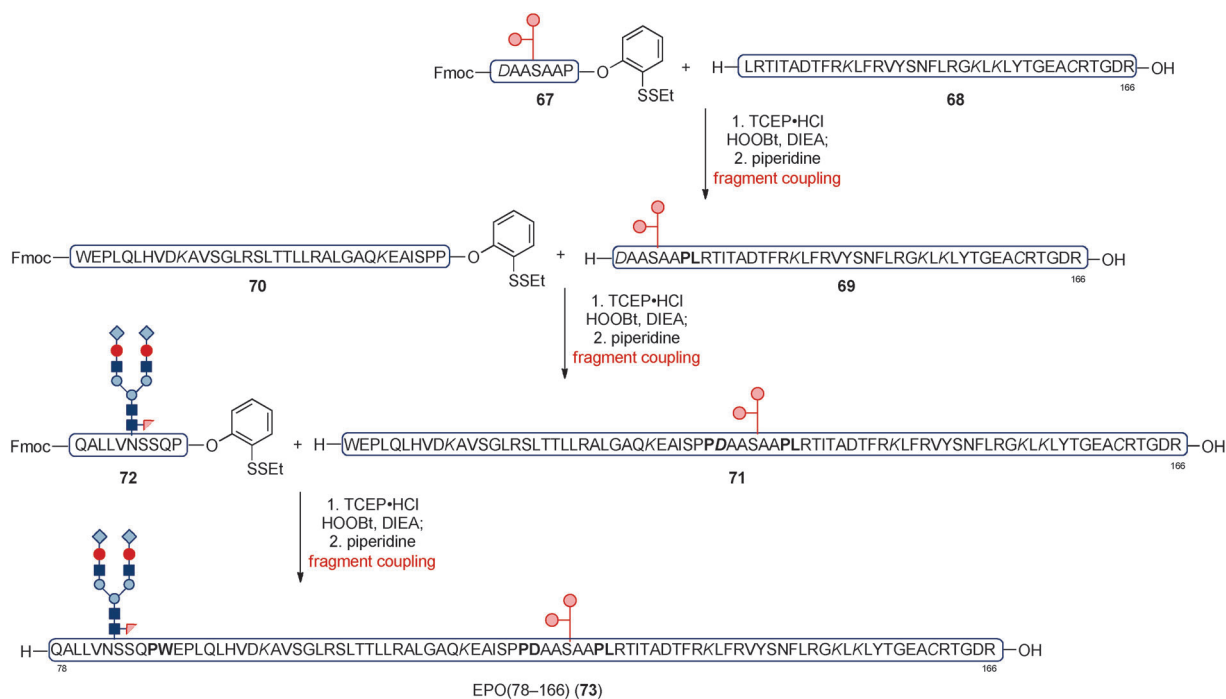 Fmoc DAASAAP O SSEt + H LRTITADTFRKLFRVYSNFLRGKLKLYTGEACRTGDR OH
166
67 68
1. TCEP•HCl
HOOBt, DIEA;
2. piperidine
fragment coupling
Fmoc WEPLQLHVDKAVSGLRSLTTLLRALGAQKEAISPP O SSEt + H DAASAAPLRTITADTFRKLFRVYSNFLRGKLKLYTGEACRTGDR OH
166
70 69
1. TCEP•HCl
HOOBt, DIEA;
2. piperidine
fragment coupling
Fmoc QALLVNSSQP O SSEt + H WEPLQLHVDKAVSGLRSLTTLLRALGAQKEAISPPDAASAAPLRTITADTFRKLFRVYSNFLRGKLKLYTGEACRTGDR OH
166
72 71
1. TCEP•HCl
HOOBt, DIEA;
2. piperidine
fragment coupling
H QALLVNSSQPWEPLQLHVDKAVSGLRSLTTLLRALGAQKEAISPPDAASAAPLRTITADTFRKLFRVYSNFLRGKLKLYTGEACRTGDR OH
78 166
EPO(78–166) (73)